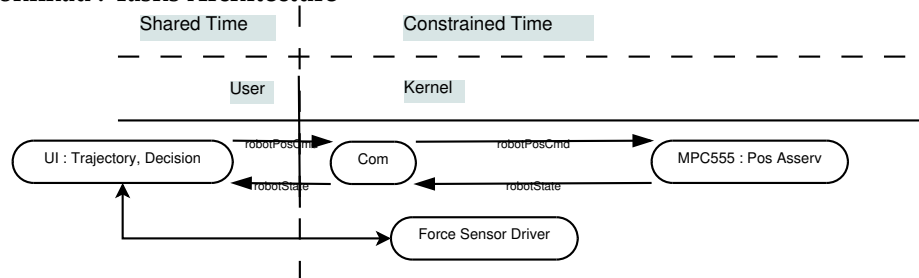 Shared Time Constrained Time
User Kernel
robotPosCmd robotPosCmd
UI : Trajectory, Decision Com MPC555 : Pos Asserv
robotState robotState
Force Sensor Driver